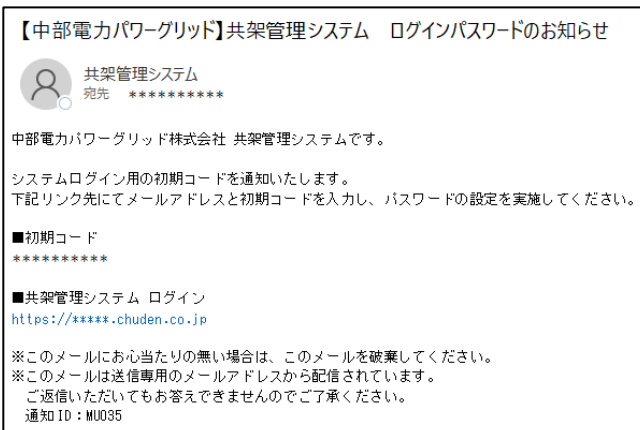 【中部電力パワーグリッド】共架管理システム　ログインパスワードのお知らせ
共架管理システム
宛先　**********
中部電力パワーグリッド株式会社 共架管理システムです。
システムログイン用の初期コードを通知いたします。
下記リンク先にてメールアドレスと初期コードを入力し、パスワードの設定を実施してください。
■初期コード
**********
■共架管理システム ログイン
https://*****.chuden.co.jp
※このメールにお心当たりの無い場合は、このメールを破棄してください。
※このメールは送信専用のメールアドレスから配信されています。
ご返信いただいてもお答えできませんのでご了承ください。
通知ID：MU035